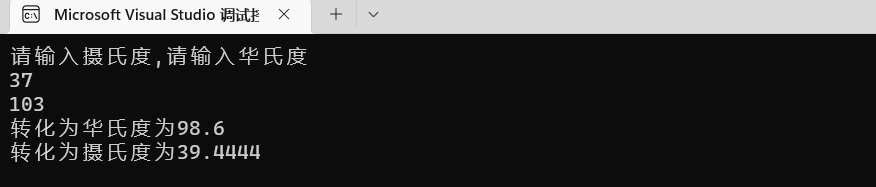 Microsoft Visual Studio 调试控
请输入摄氏度,请输入华氏度
37
103
转化为华氏度为98.6
转化为摄氏度为39.4444